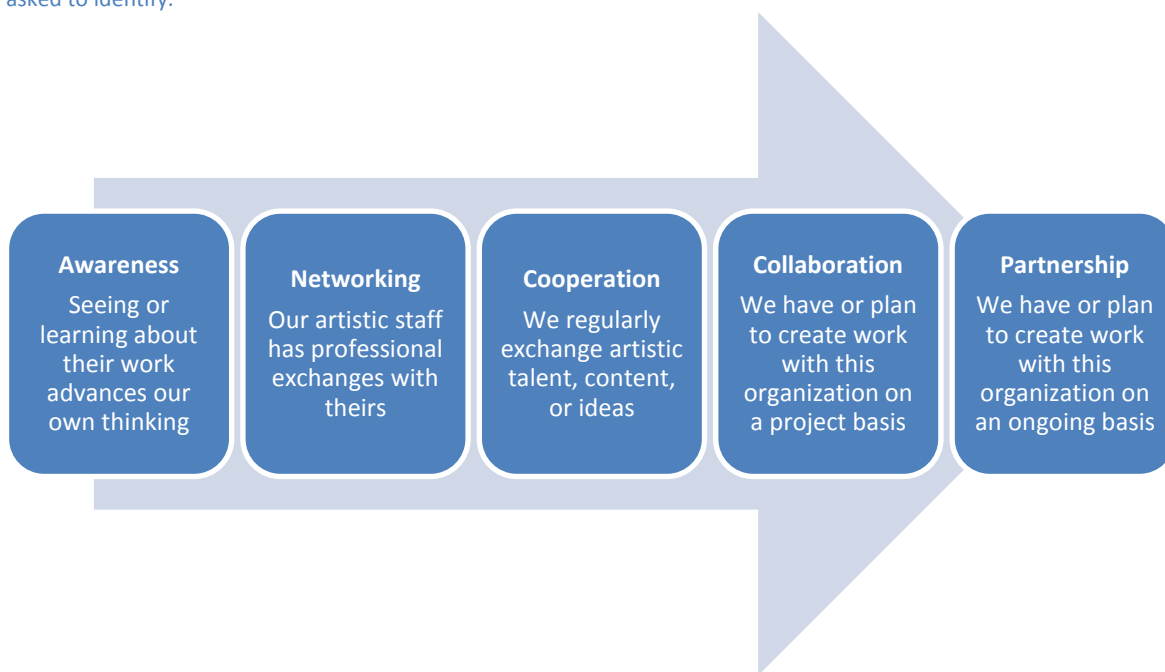 asked to identify.
Awareness
Seeing or
learning about
their work
advances our
own thinking
Networking
Our artistic staff
has professional
exchanges with
theirs
Cooperation
We regularly
exchange artistic
talent, content,
or ideas
Collaboration
We have or plan
to create work
with this
organization on
a project basis
Partnership
We have or plan
to create work
with this
organization on
an ongoing basis